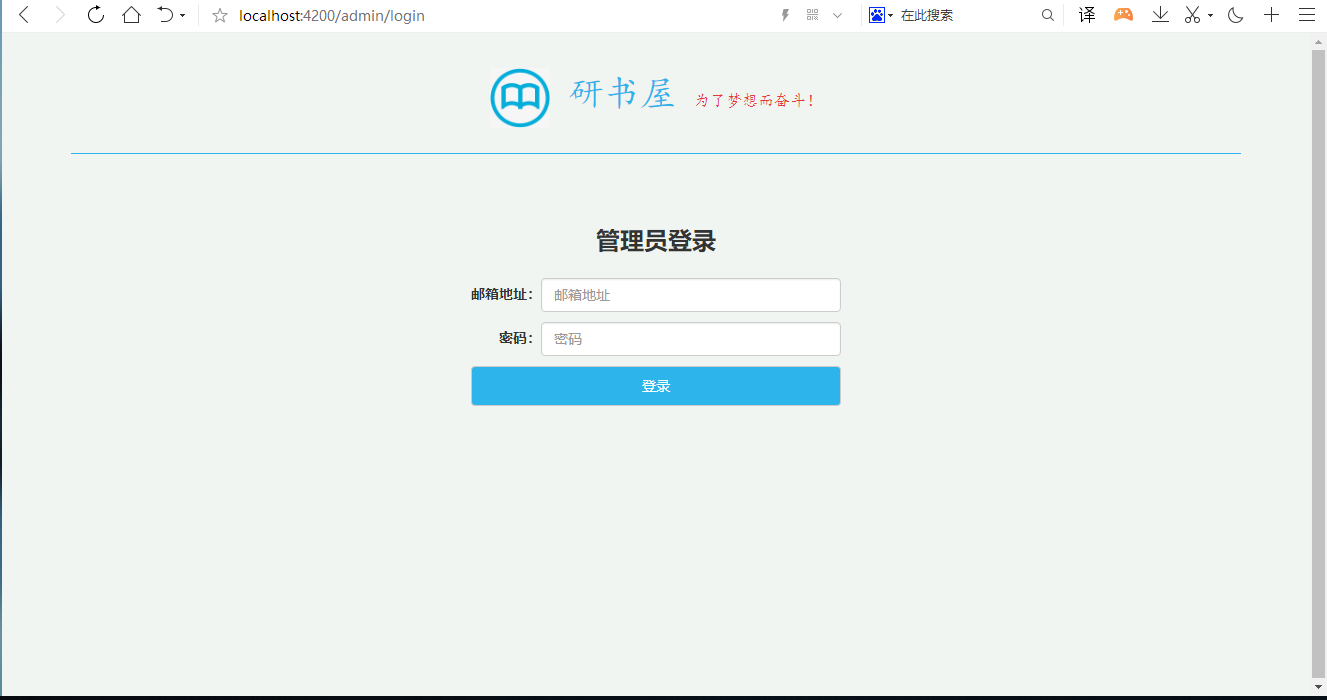 localhost:4200/admin/login
在此搜索
译
研书屋
为了梦想而奋斗！
管理员登录
邮箱地址：
邮箱地址
密码：
密码
登录